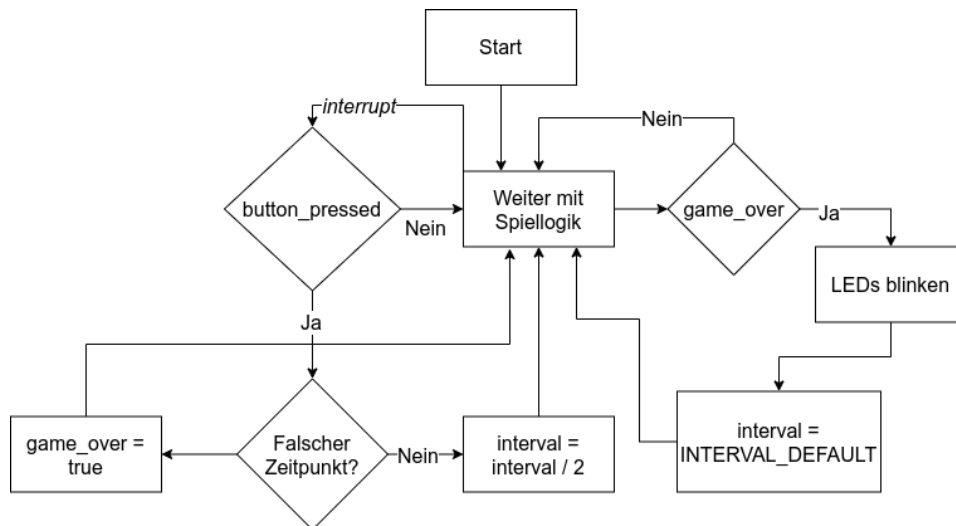 Start
interrupt
Nein
button_pressed
Nein
Weiter mit
Spiellogik
game_over
Ja
LEDs blinken
Ja
game_over =
true
Falscher
Zeitpunkt?
Nein
interval =
interval / 2
interval =
INTERVAL_DEFAULT